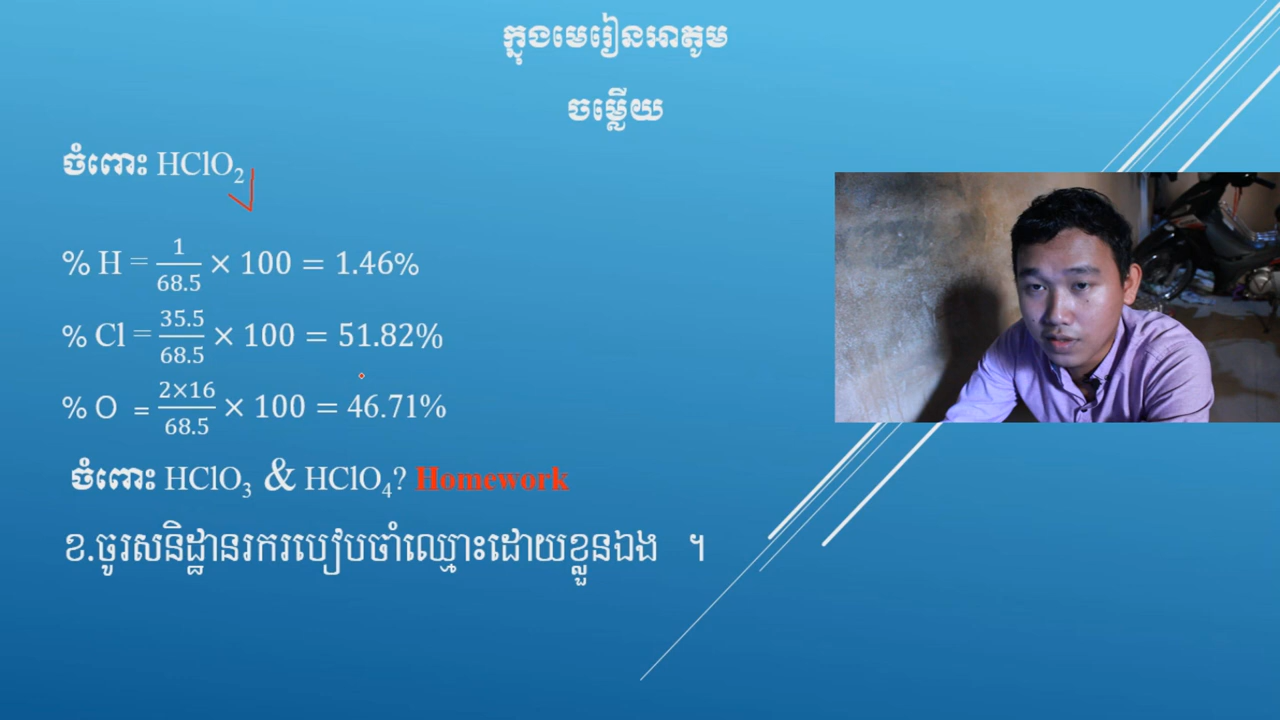 ក្នុងមេរៀនអាតូម
ចម្លើយ
ចំពោះ HClO₂
% H = 1/68.5 × 100 = 1.46%
% Cl = 35.5/68.5 × 100 = 51.82%
% O = 2×16/68.5 × 100 = 46.71%
ចំពោះ HClO₃ & HClO₄? Homework
ខ.ចូរសនិដ្ឋានរករបៀបចាំឈ្មោះដោយខ្លួនឯង ។